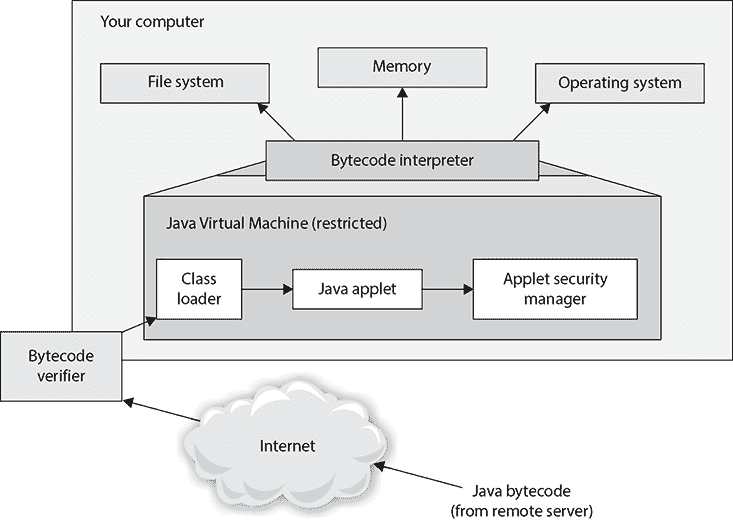 Your computer
File system
Memory
Operating system
Bytecode interpreter
Java Virtual Machine (restricted)
Class
loader
Java applet
Applet security
manager
Bytecode
verifier
Internet
Java bytecode
(from remote server)